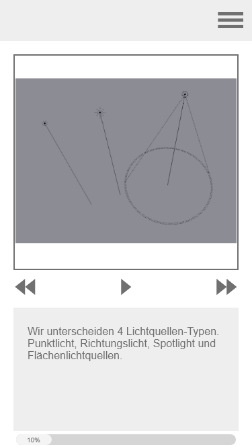 Wir unterscheiden 4 Lichtquellen-Typen.
Punktlicht, Richtungslicht, Spotlight und
Flächenlichtquellen.
10%